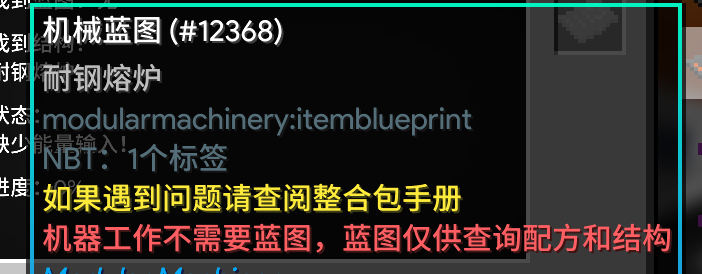 机械蓝图 (#12368)
耐钢熔炉
modularmachinery:itemblueprint
NBT： 1个标签
如果遇到问题请查阅整合包手册
机器工作不需要蓝图，蓝图仅供查询配方和结构